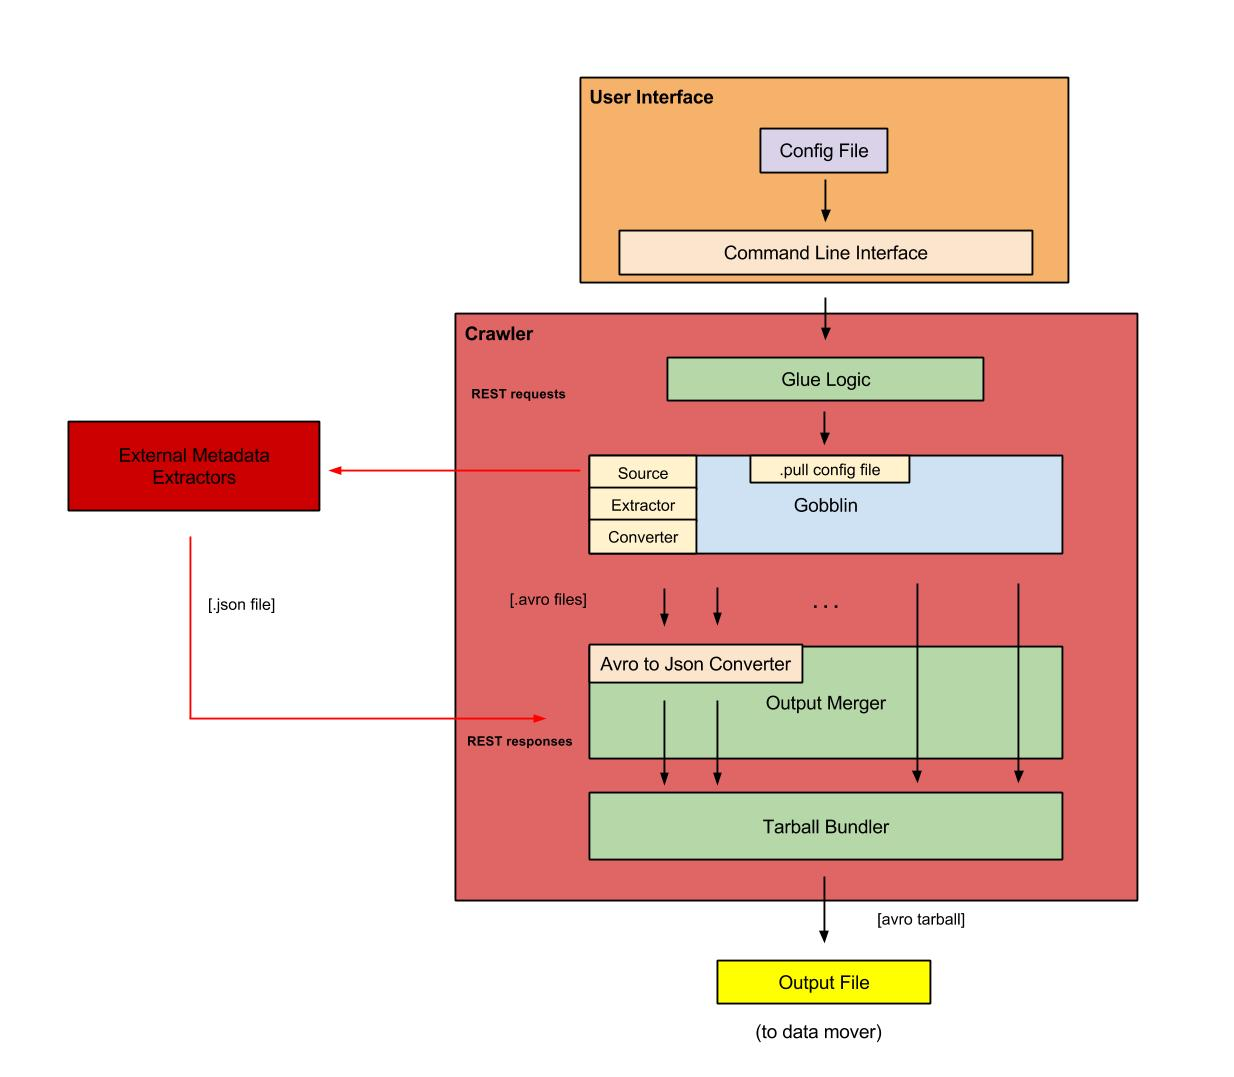 User Interface
Config File
Command Line Interface
Crawler
Glue Logic
REST requests
External Metadata
Extractors
Source
.pull config file
Extractor
Gobblin
Converter
[.json file]
[.avro files]
. . .
Avro to Json Converter
Output Merger
REST responses
Tarball Bundler
[avro tarball]
Output File
(to data mover)